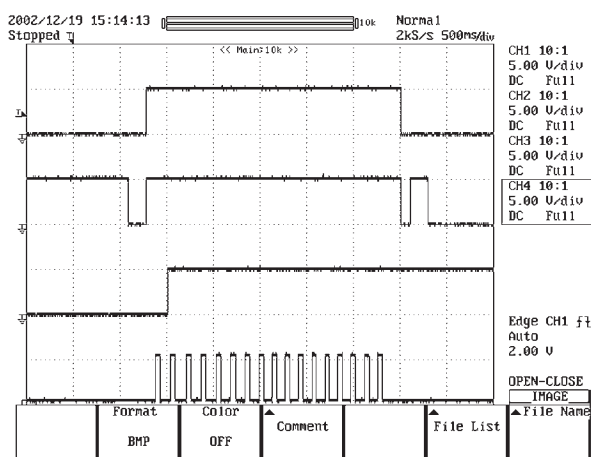 2002/12/19 15:14:13 10k Normal
Stopped 2kS/s 500ms/div
<< Main:10k >>
CH1 10:1
5.00 V/div
DC Full
CH2 10:1
5.00 V/div
DC Full
CH3 10:1
5.00 V/div
DC Full
CH4 10:1
5.00 V/div
DC Full
Edge CH1
Auto
2.00 V
OPEN-CLOSE
IMAGE
Format
BMP
Color
OFF
Comment
File List
File Name